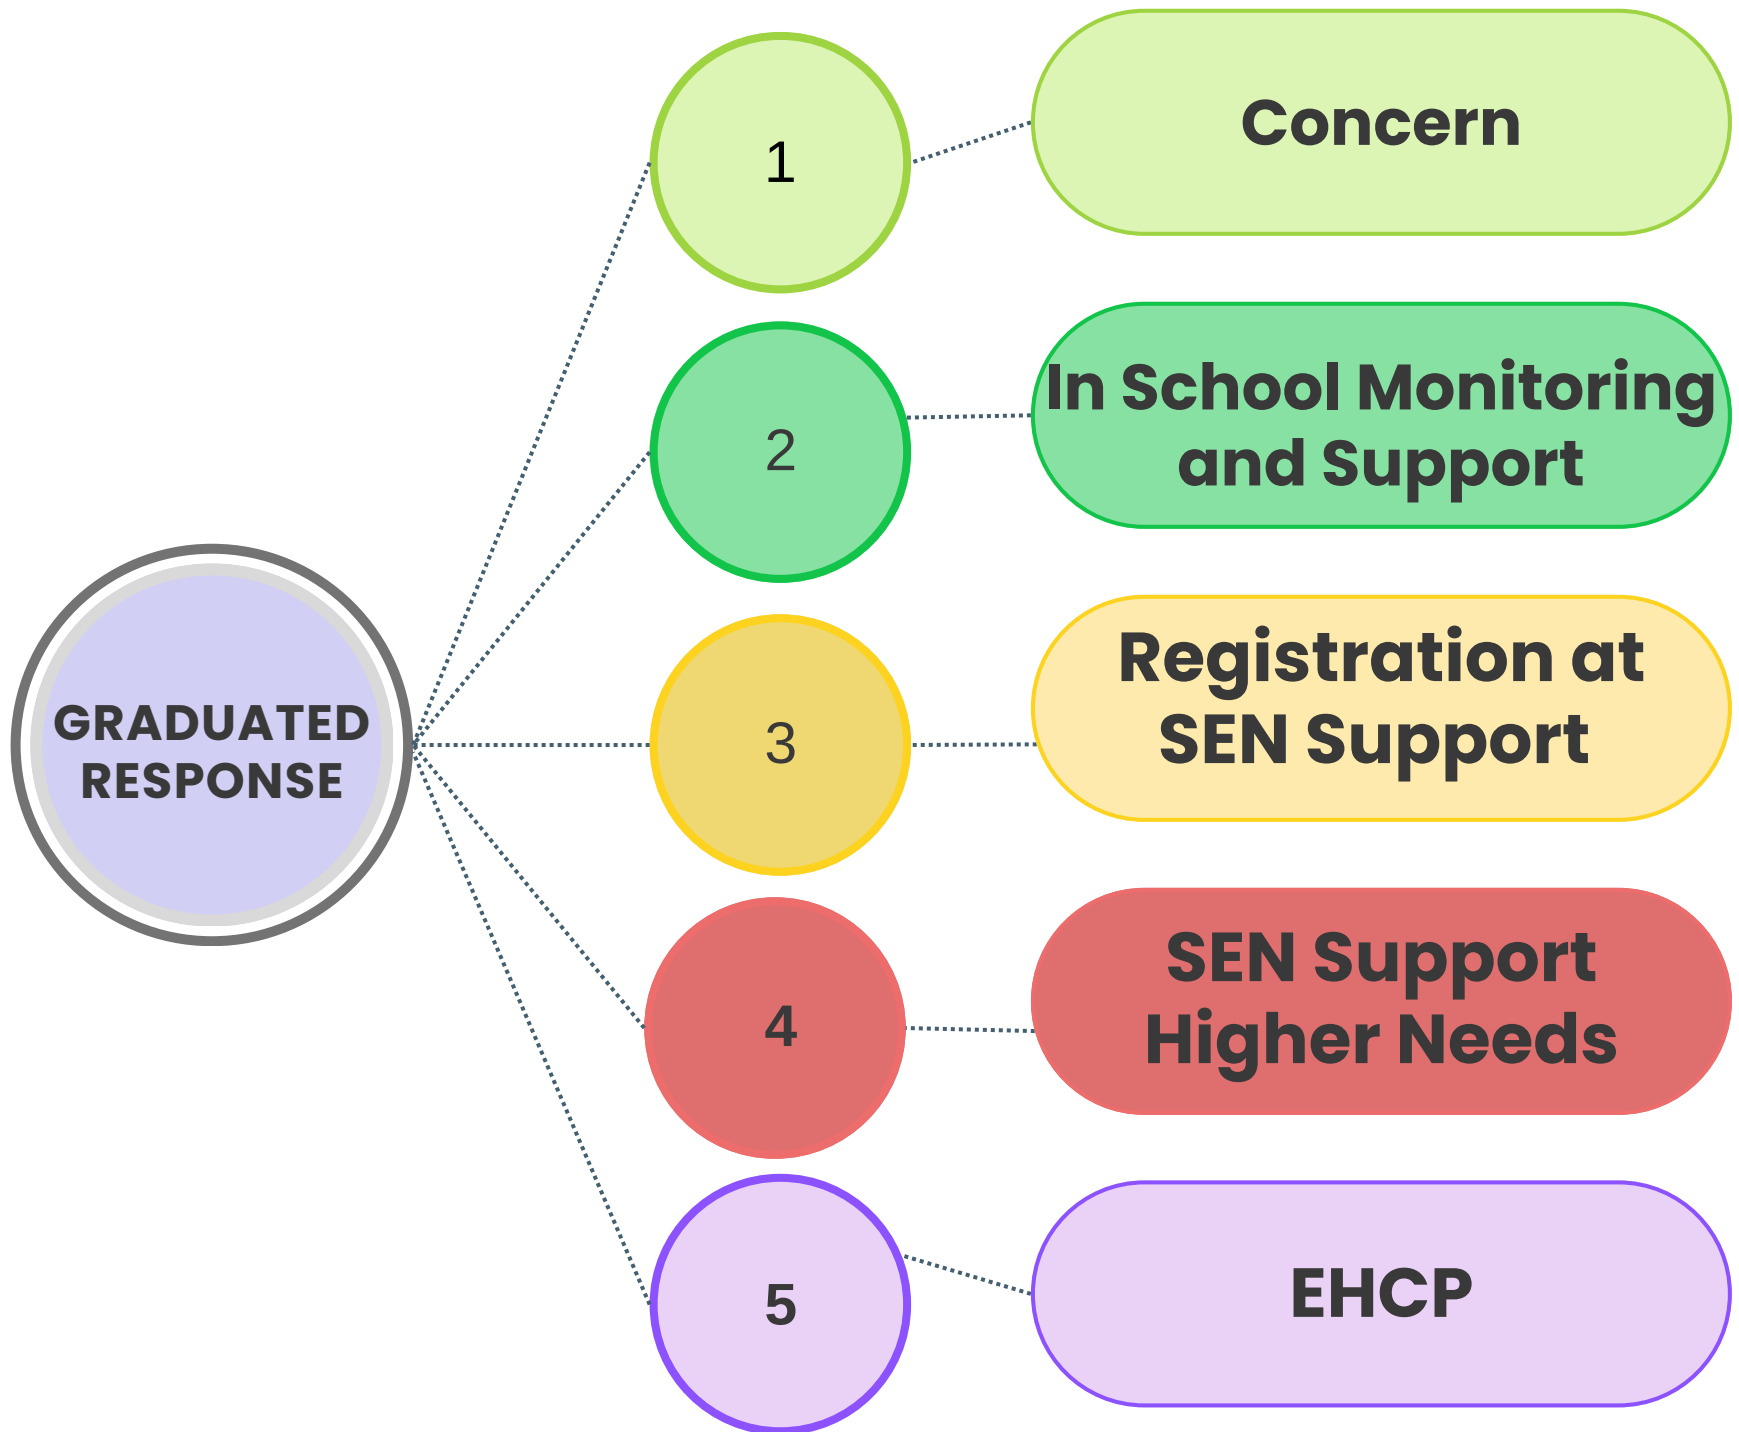 GRADUATED
RESPONSE
1
Concern
2
In School Monitoring
and Support
3
Registration at
SEN Support
4
SEN Support
Higher Needs
5
EHCP